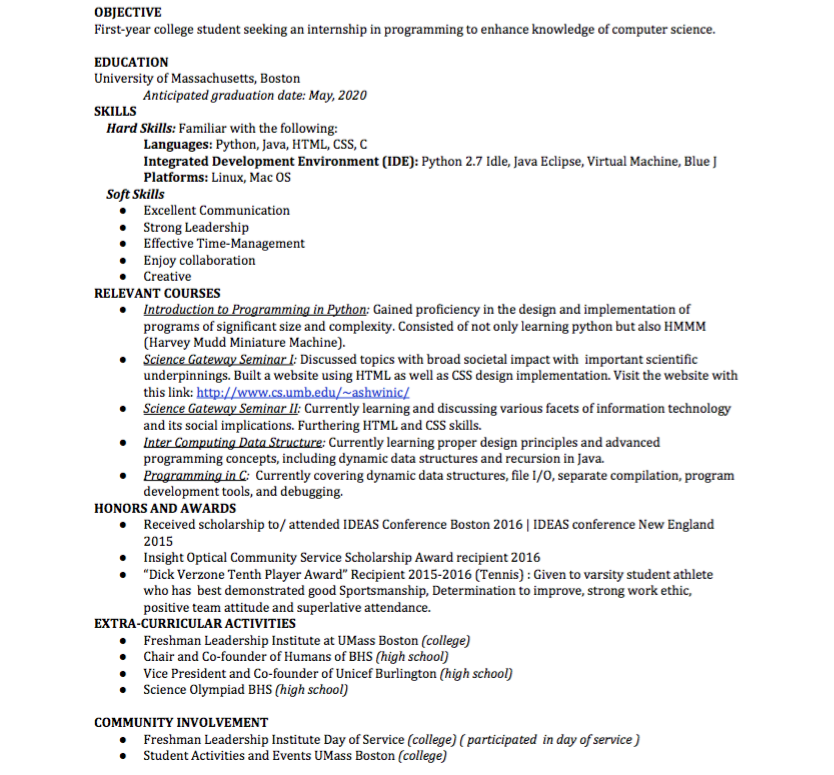 OBJECTIVE
First-year college student seeking an internship in programming to enhance knowledge of computer science.
EDUCATION
University of Massachusetts, Boston
Anticipated graduation date: May, 2020
SKILLS
Hard Skills: Familiar with the following:
Languages: Python, Java, HTML, CSS, C
Integrated Development Environment (IDE): Python 2.7 Idle, Java Eclipse, Virtual Machine, Blue J
Platforms: Linux, Mac OS
Soft Skills
● Excellent Communication
● Strong Leadership
● Effective Time-Management
● Enjoy collaboration
● Creative
RELEVANT COURSES
● Introduction to Programming in Python: Gained proficiency in the design and implementation of
programs of significant size and complexity. Consisted of not only learning python but also HMMM
(Harvey Mudd Miniature Machine).
● Science Gateway Seminar I: Discussed topics with broad societal impact with important scientific
underpinnings. Built a website using HTML as well as CSS design implementation. Visit the website with
this link: http://www.cs.umb.edu/~ashwinic/
● Science Gateway Seminar II: Currently learning and discussing various facets of information technology
and its social implications. Furthering HTML and CSS skills.
● Inter Computing Data Structure: Currently learning proper design principles and advanced
programming concepts, including dynamic data structures and recursion in Java.
● Programming in C: Currently covering dynamic data structures, file I/O, separate compilation, program
development tools, and debugging.
HONORS AND AWARDS
● Received scholarship to/ attended IDEAS Conference Boston 2016 | IDEAS conference New England
2015
● Insight Optical Community Service Scholarship Award recipient 2016
● “Dick Verzone Tenth Player Award” Recipient 2015-2016 (Tennis) : Given to varsity student athlete
who has best demonstrated good Sportsmanship, Determination to improve, strong work ethic,
positive team attitude and superlative attendance.
EXTRA-CURRICULAR ACTIVITIES
● Freshman Leadership Institute at UMass Boston (college)
● Chair and Co-founder of Humans of BHS (high school)
● Vice President and Co-founder of Unicef Burlington (high school)
● Science Olympiad BHS (high school)
COMMUNITY INVOLVEMENT
● Freshman Leadership Institute Day of Service (college) ( participated in day of service )
● Student Activities and Events UMass Boston (college)